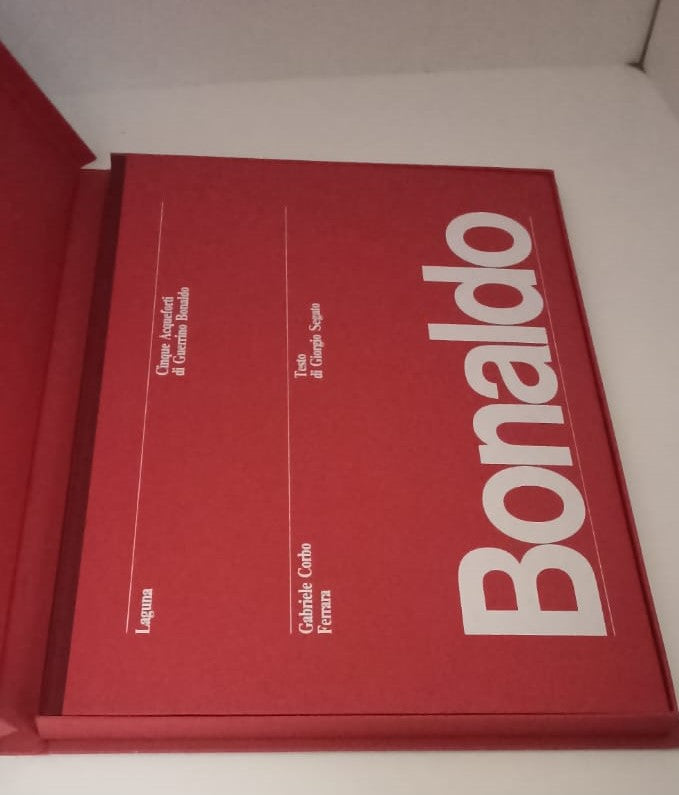 Laguna
Cinque Acqueforti
di Guerrino Bonaldo
Gabriele Corbo
Ferrara
Testo
di Giorgio Segato
Bonaldo